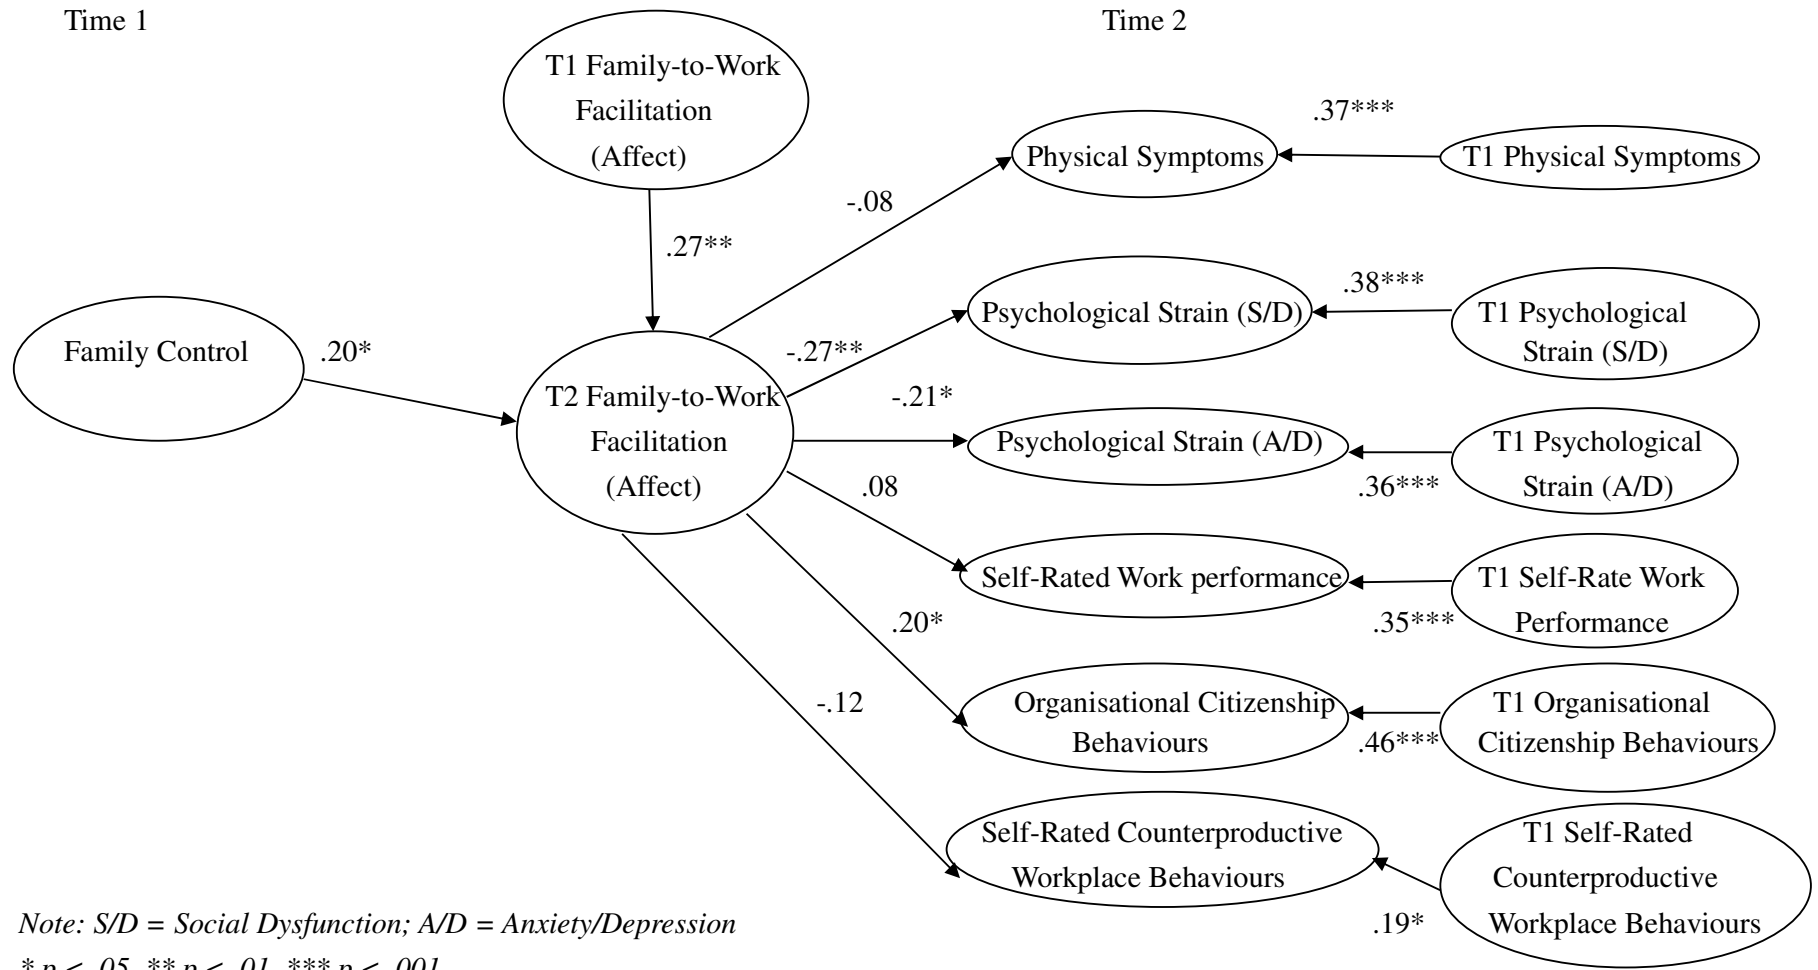 Time 1
Time 2
T1 Family-to-Work
Facilitation
(Affect)
.37***
Physical Symptoms
T1 Physical Symptoms
-.08
.27**
.38***
Psychological Strain (S/D)
T1 Psychological
Strain (S/D)
Family Control
.20*
-.27**
T2 Family-to-Work
Facilitation
(Affect)
-.21*
Psychological Strain (A/D)
T1 Psychological
Strain (A/D)
.36***
.08
Self-Rated Work performance
T1 Self-Rate Work
Performance
.35***
.20*
Organisational Citizenship
Behaviours
T1 Organisational
Citizenship Behaviours
.46***
-.12
Self-Rated Counterproductive
Workplace Behaviours
T1 Self-Rated
Counterproductive
Workplace Behaviours
.19*
Note: S/D = Social Dysfunction; A/D = Anxiety/Depression
* p < .05, ** p < .01, *** p < .001